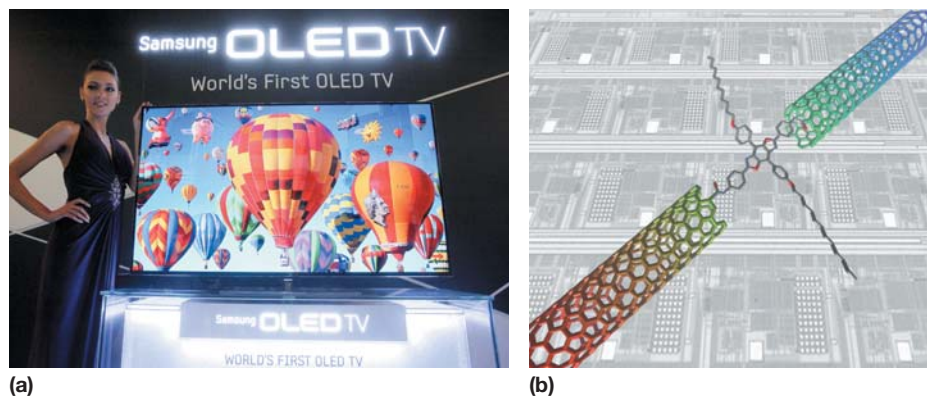 Samsung OLED TV
World's First OLED TV
Samsung OLED TV
WORLD'S FIRST OLED TV
(a)
(b)